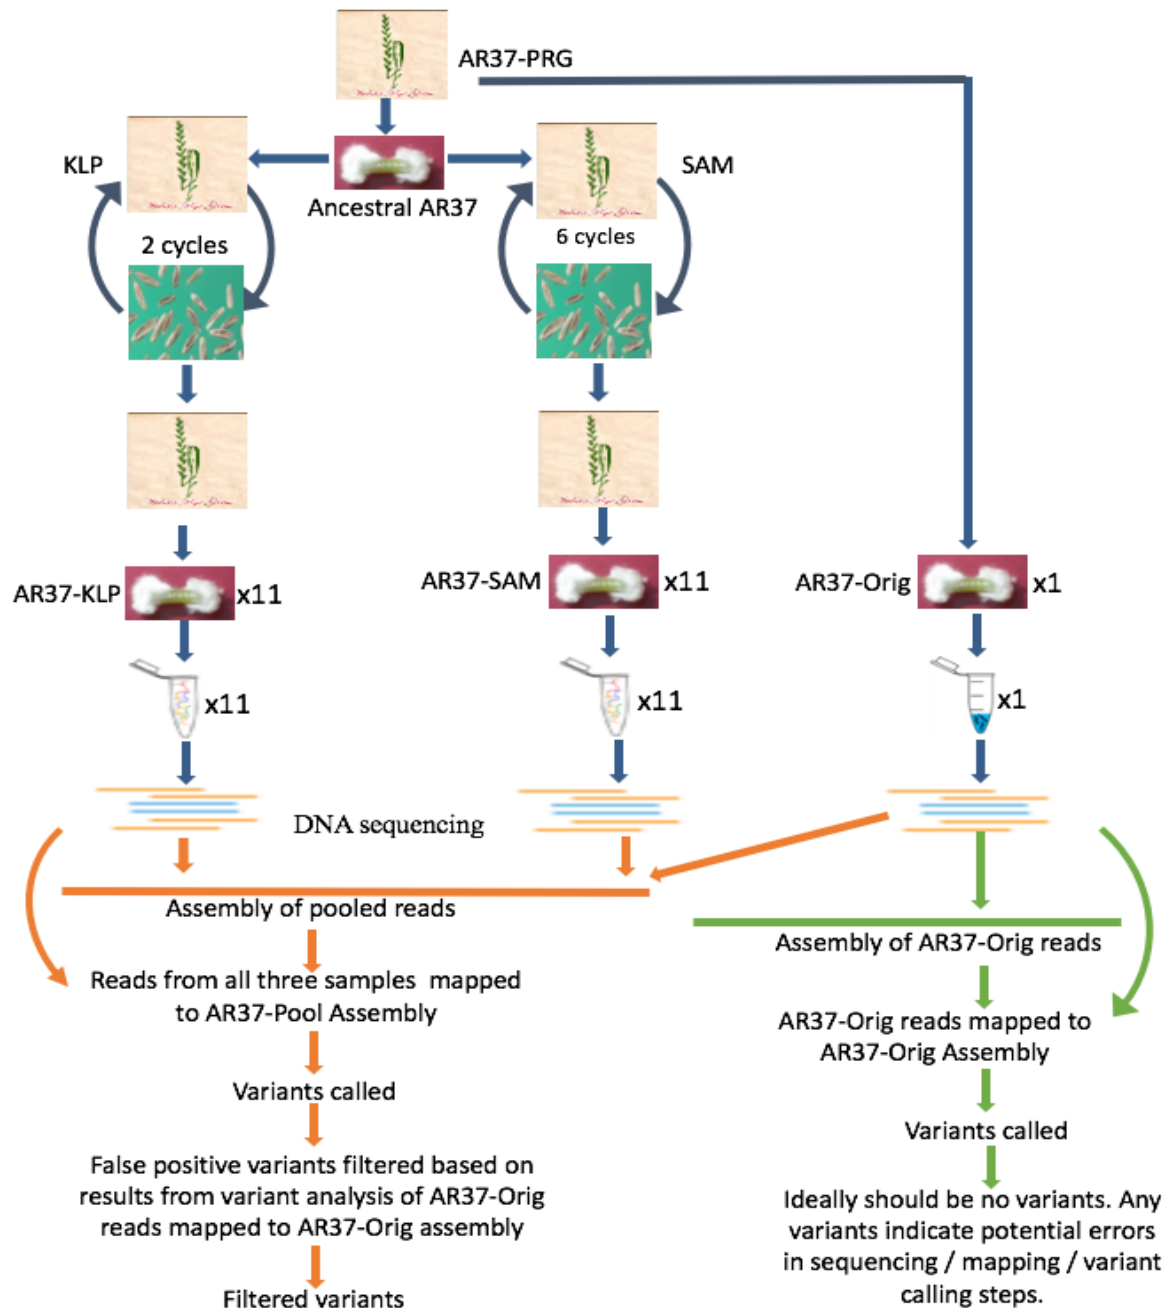 AR37-PRG
KLP
SAM
Ancestral AR37
2 cycles
6 cycles
AR37-KLP
x11
AR37-SAM
x11
AR37-Orig
x1
x11
x11
x1
DNA sequencing
Assembly of pooled reads
Reads from all three samples mapped
to AR37-Pool Assembly
Variants called
False positive variants filtered based on
results from variant analysis of AR37-Orig
reads mapped to AR37-Orig assembly
Filtered variants
Assembly of AR37-Orig reads
AR37-Orig reads mapped to
AR37-Orig Assembly
Variants called
Ideally should be no variants. Any
variants indicate potential errors
in sequencing / mapping / variant
calling steps.